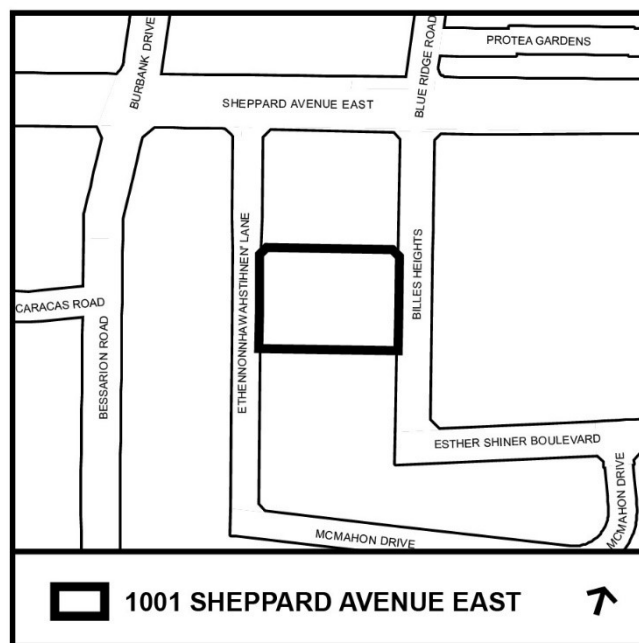 BURBANK DRIVE
BLUE RIDGE ROAD
PROTEA GARDENS
SHEPPARD AVENUE EAST
ETHENNONNHAWAHSTIHNEN' LANE
BILLES HEIGHTS
CARACAS ROAD
BESSARION ROAD
ESTHER SHINER BOULEVARD
MCMAHON DRIVE
MCMAHON DRIVE
1001 SHEPPARD AVENUE EAST